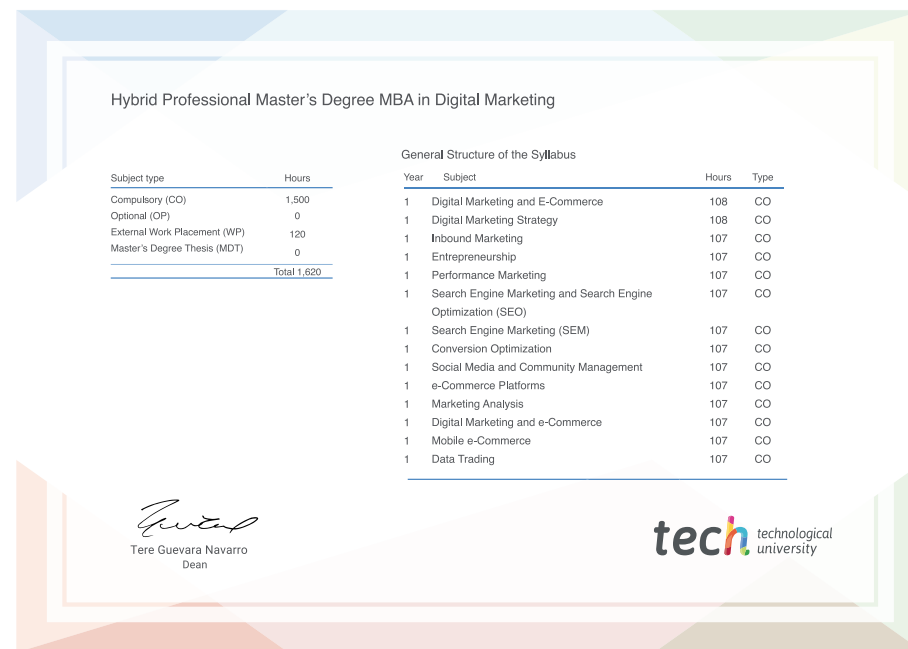 Hybrid Professional Master's Degree MBA in Digital Marketing
Subject type Hours
Compulsory (CO) 1,500
Optional (OP) 0
External Work Placement (WP) 120
Master's Degree Thesis (MDT) 0
Total 1,620
General Structure of the Syllabus
Year Subject Hours Type
1 Digital Marketing and E-Commerce 108 CO
1 Digital Marketing Strategy 108 CO
1 Inbound Marketing 107 CO
1 Entrepreneurship 107 CO
1 Performance Marketing 107 CO
1 Search Engine Marketing and Search Engine 107 CO
Optimization (SEO)
1 Search Engine Marketing (SEM) 107 CO
1 Conversion Optimization 107 CO
1 Social Media and Community Management 107 CO
1 e-Commerce Platforms 107 CO
1 Marketing Analysis 107 CO
1 Digital Marketing and e-Commerce 107 CO
1 Mobile e-Commerce 107 CO
1 Data Trading 107 CO
Tere Guevara Navarro
Dean
tech technological
university